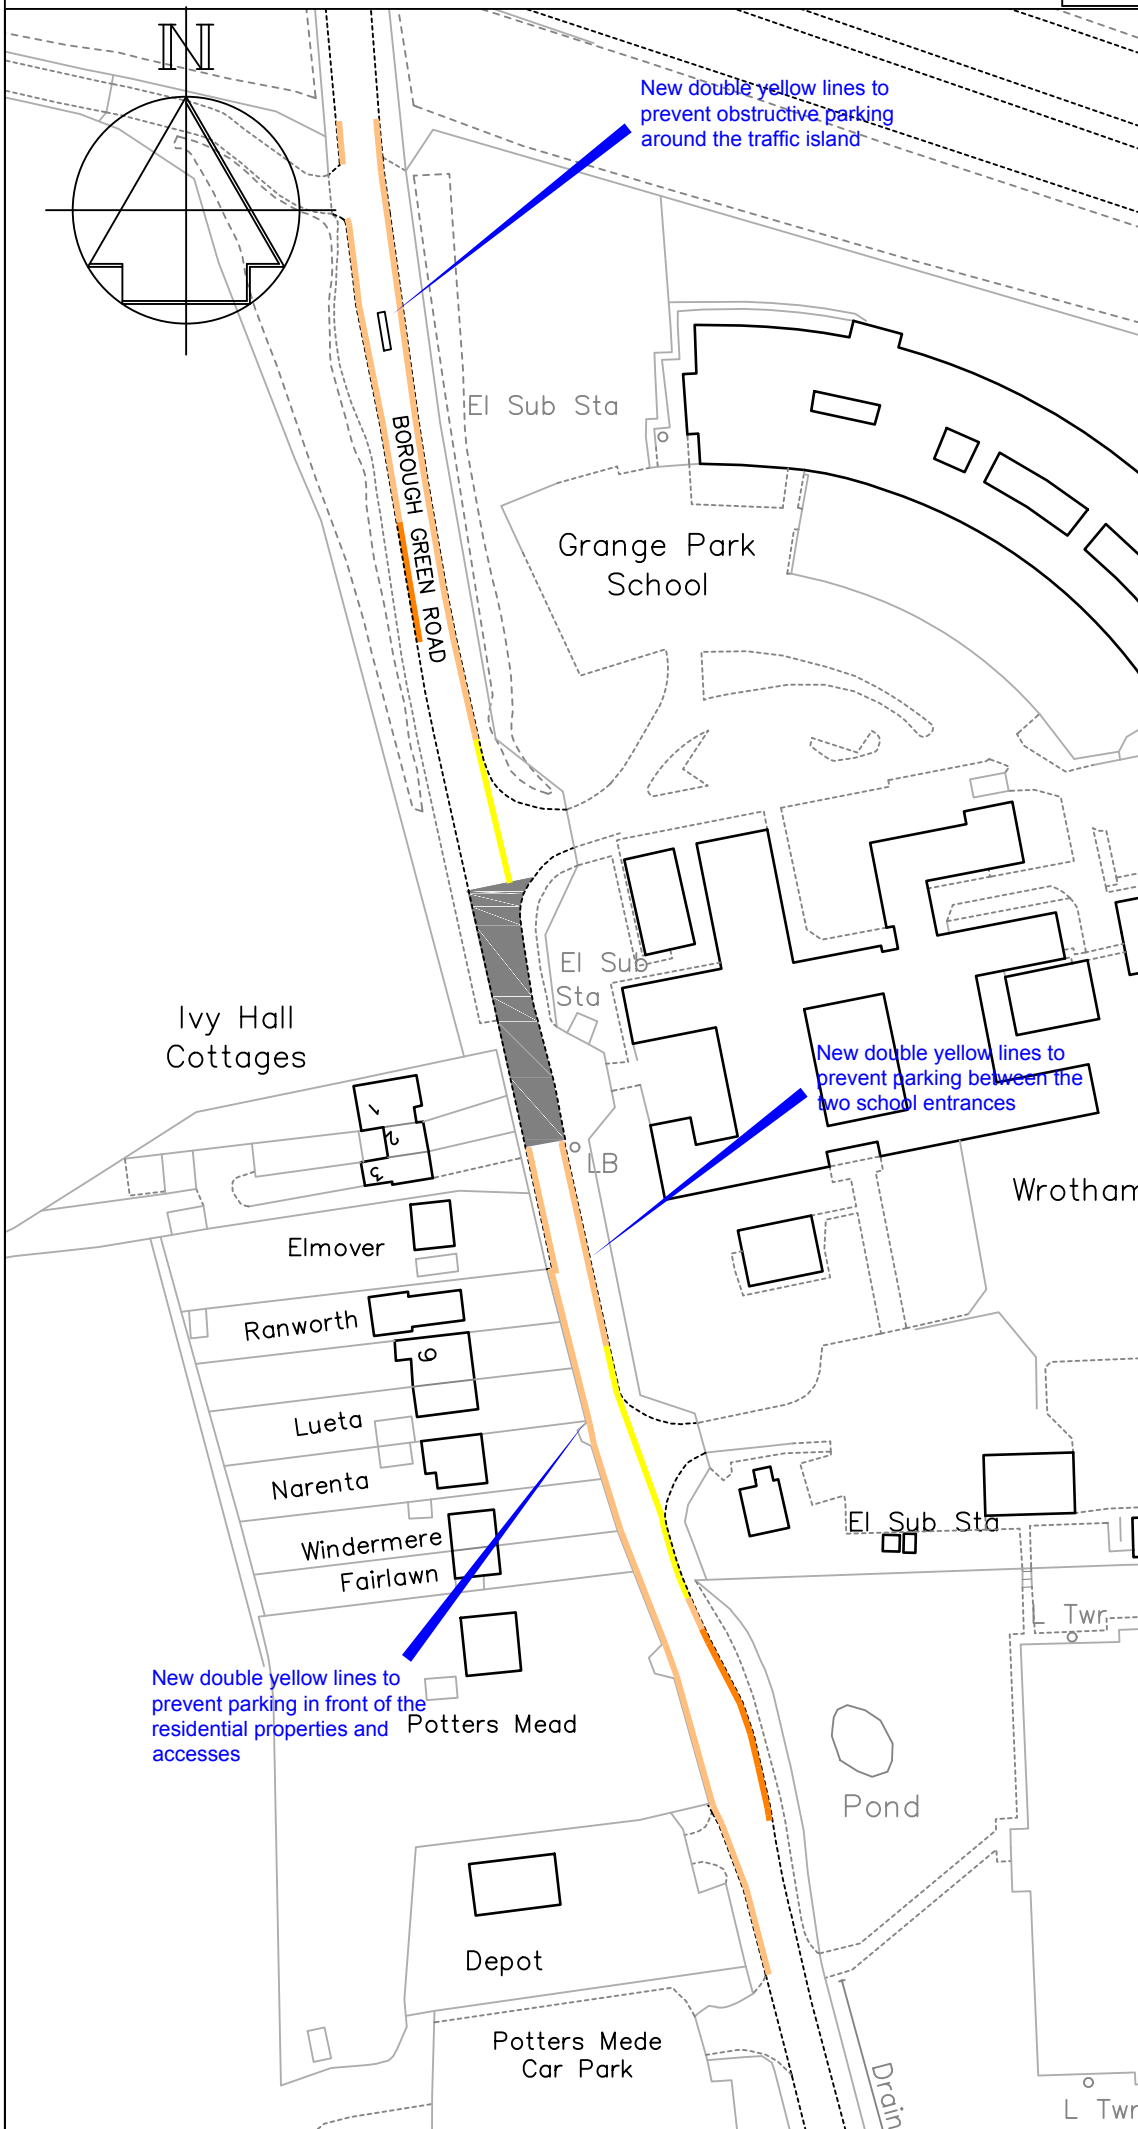 N
New double yellow lines to
prevent obstructive parking
around the traffic island
El Sub Sta
BOROUGH GREEN ROAD
Grange Park
School
El Sub
Sta
Ivy Hall
Cottages
New double yellow lines to
prevent parking between the
two school entrances
1
2
3
LB
Wrotham
Elmover
Ranworth
9
Lueta
Narenta
El Sub Sta
Windermere
Fairlawn
L Twr
New double yellow lines to
prevent parking in front of the
residential properties and
accesses
Potters Mead
Pond
Depot
Potters Mede
Car Park
Drain
L Twr